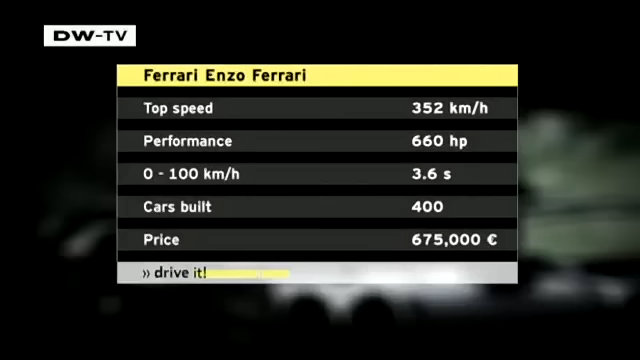 DW-TV
Ferrari Enzo Ferrari
Top speed 352 km/h
Performance 660 hp
0 - 100 km/h 3.6 s
Cars built 400
Price 675,000 €
» drive it!